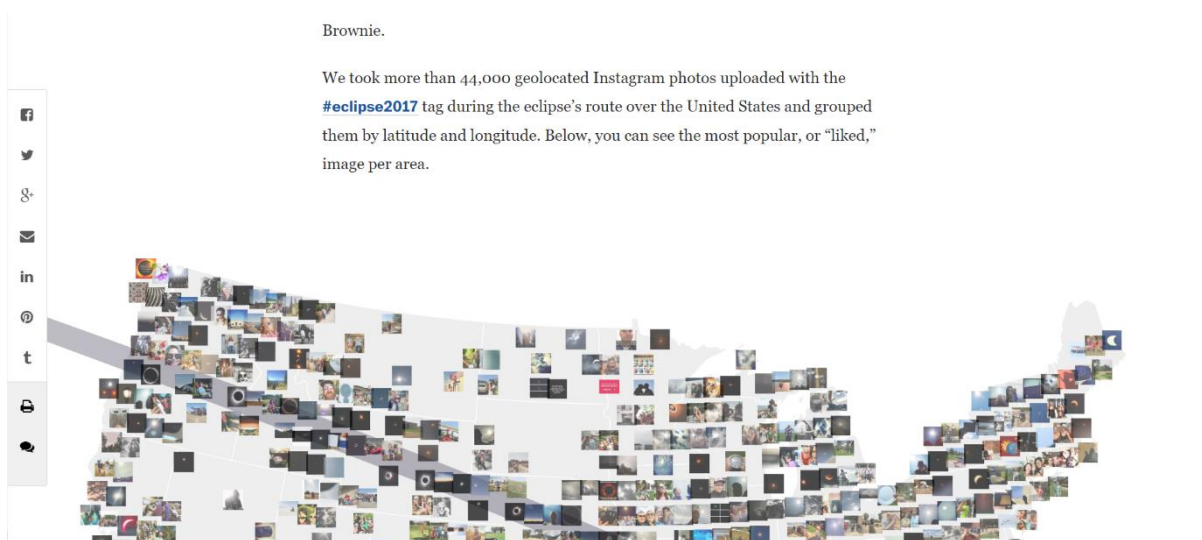 Brownie.
We took more than 44,000 geolocated Instagram photos uploaded with the
#eclipse2017 tag during the eclipse’s route over the United States and grouped
them by latitude and longitude. Below, you can see the most popular, or “liked,”
image per area.